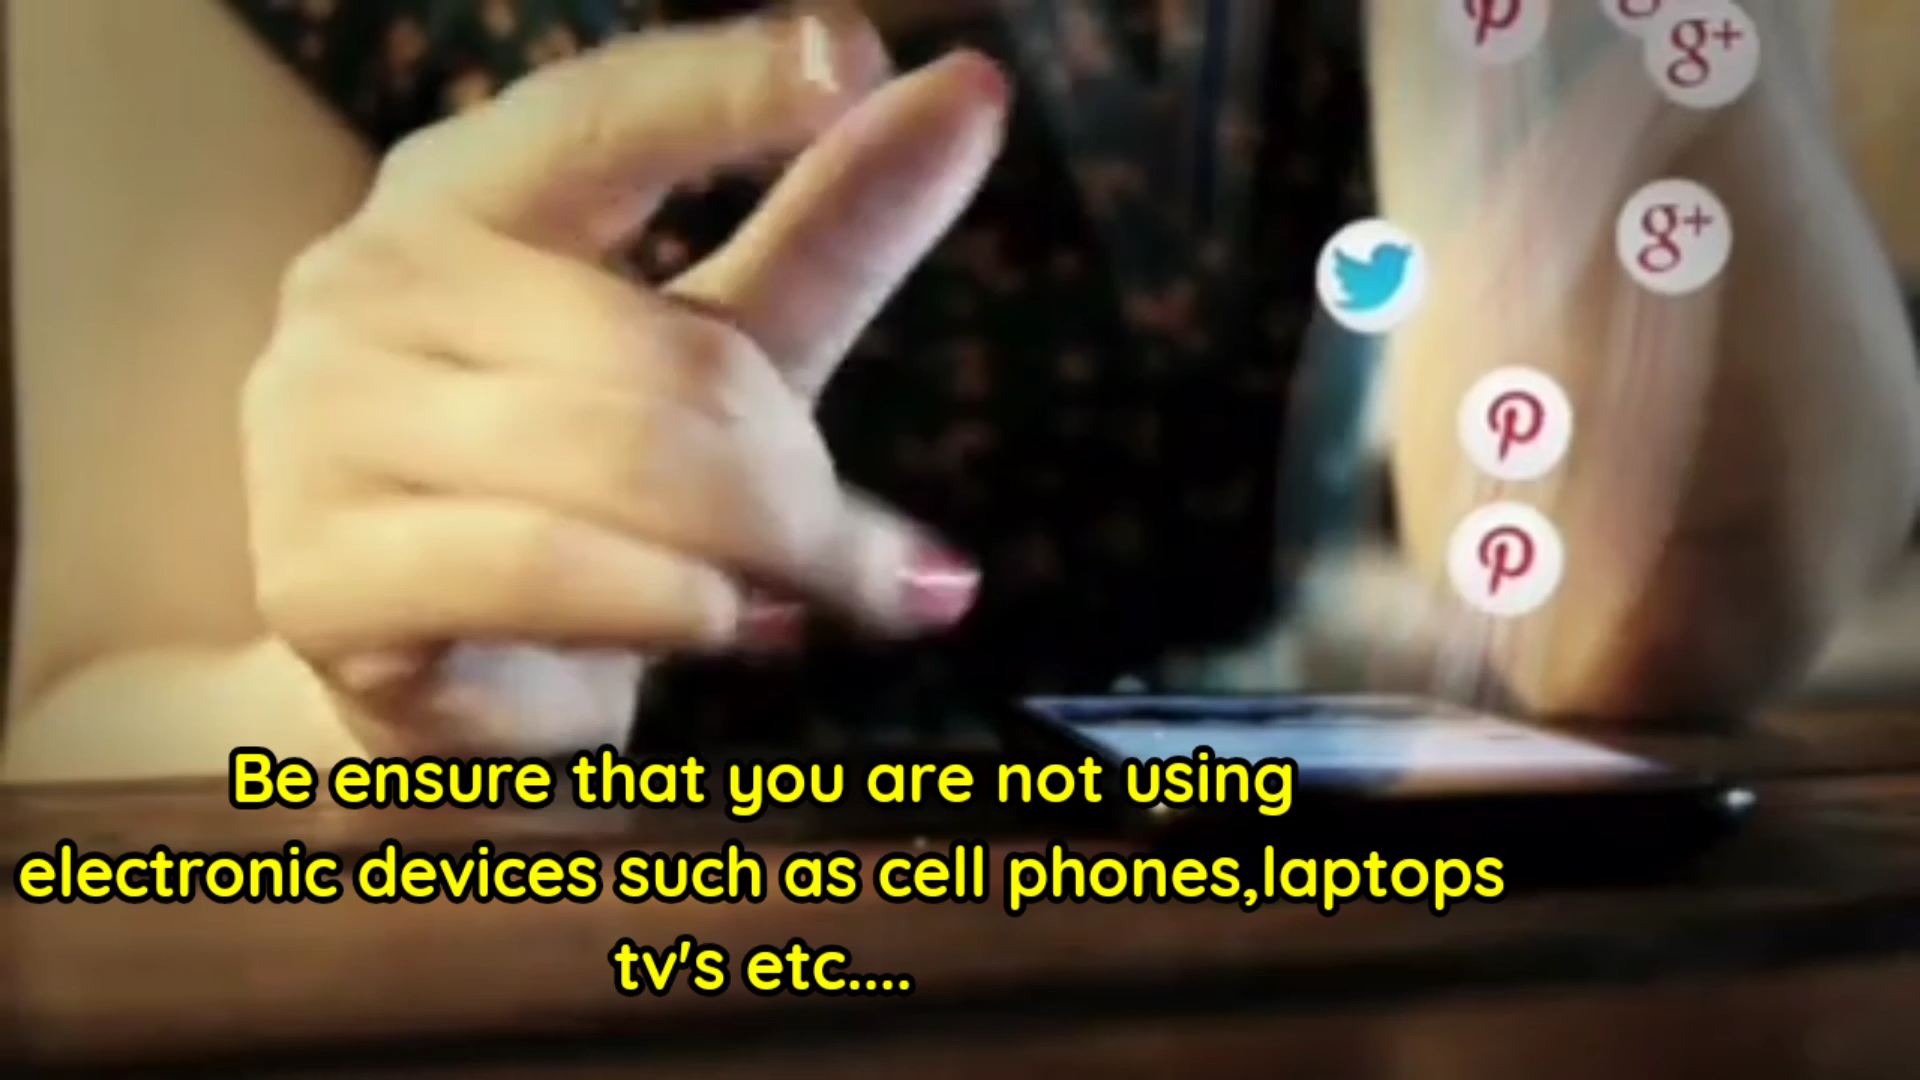 g+
g+
Be ensure that you are not using
electronic devices such as cell phones,laptops
tv's etc....